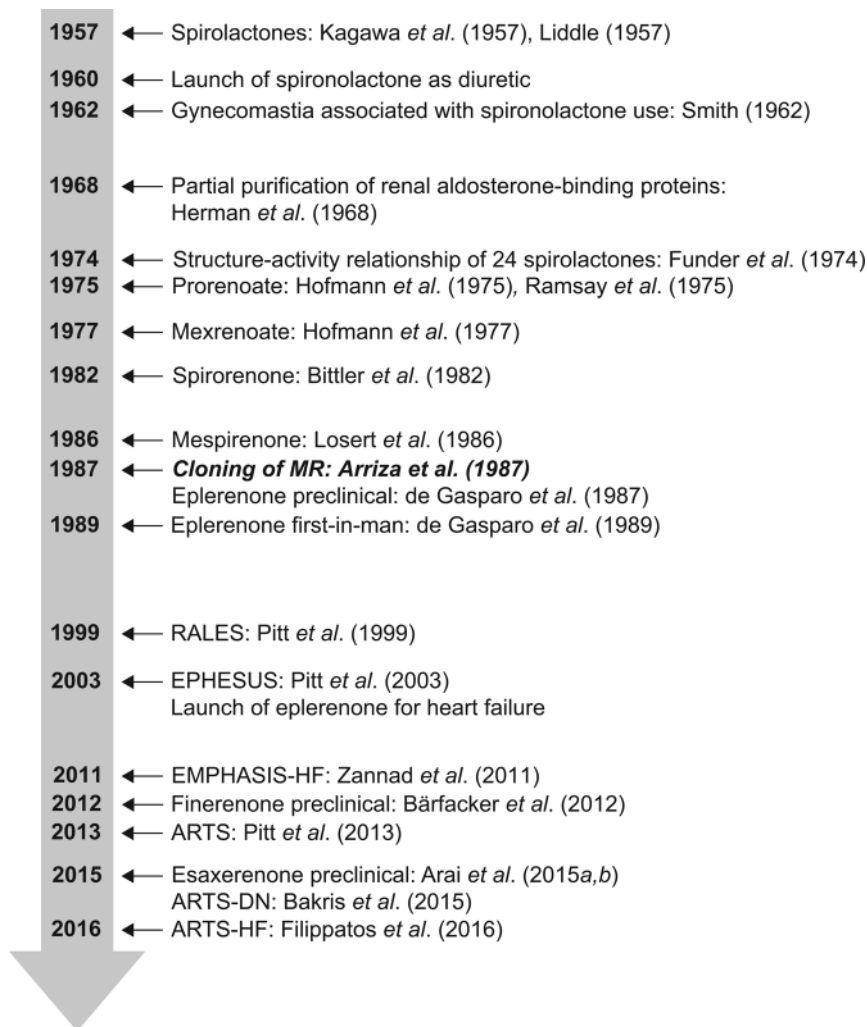 1957 Spirolactones: Kagawa et al. (1957), Liddle (1957)
1960 Launch of spironolactone as diuretic
1962 Gynecomastia associated with spironolactone use: Smith (1962)
1968 Partial purification of renal aldosterone-binding proteins:
Herman et al. (1968)
1974 Structure-activity relationship of 24 spirolactones: Funder et al. (1974)
1975 Prorenoate: Hofmann et al. (1975), Ramsay et al. (1975)
1977 Mexrenoate: Hofmann et al. (1977)
1982 Spirorenone: Bittler et al. (1982)
1986 Mespirenone: Losert et al. (1986)
1987 Cloning of MR: Arriza et al. (1987)
Eplerenone preclinical: de Gasparo et al. (1987)
1989 Eplerenone first-in-man: de Gasparo et al. (1989)
1999 RALES: Pitt et al. (1999)
2003 EPHESUS: Pitt et al. (2003)
Launch of eplerenone for heart failure
2011 EMPHASIS-HF: Zannad et al. (2011)
2012 Finerenone preclinical: Bärfacker et al. (2012)
2013 ARTS: Pitt et al. (2013)
2015 Esaxerenone preclinical: Arai et al. (2015a,b)
ARTS-DN: Bakris et al. (2015)
2016 ARTS-HF: Filippatos et al. (2016)